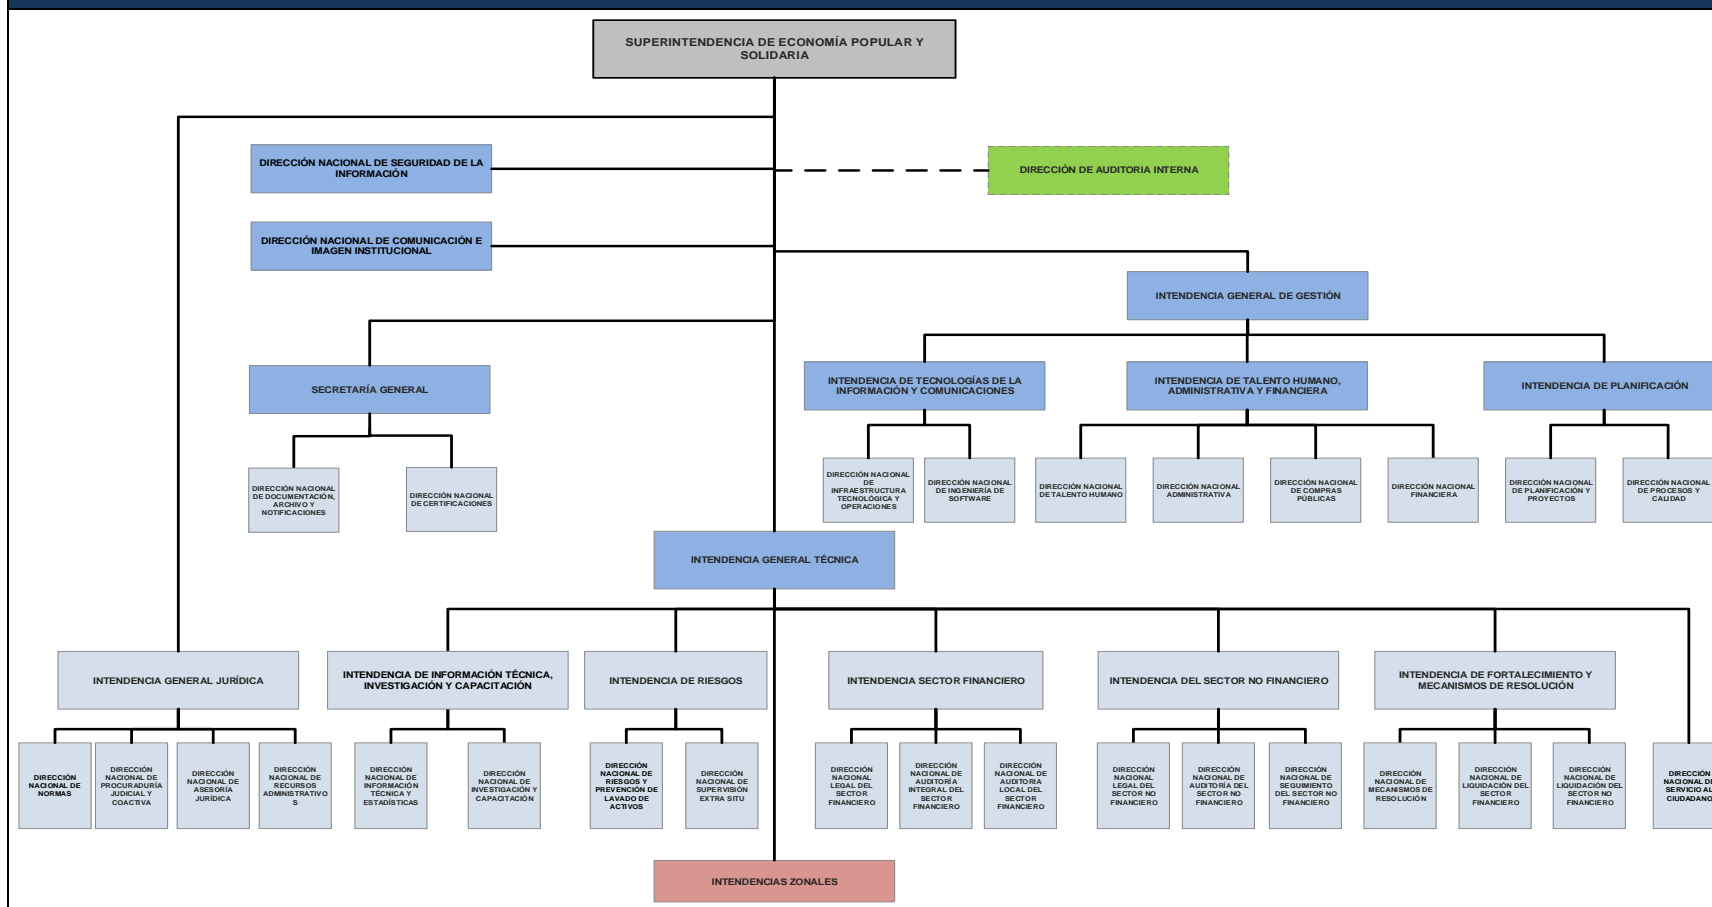 SUPERINTENDENCIA DE ECONOMÍA POPULAR Y
SOLIDARIA
DIRECCIÓN NACIONAL DE SEGURIDAD DE LA
INFORMACIÓN
DIRECCIÓN DE AUDITORIA INTERNA
DIRECCIÓN NACIONAL DE COMUNICACIÓN E
IMAGEN INSTITUCIONAL
INTENDENCIA GENERAL DE GESTIÓN
SECRETARÍA GENERAL
INTENDENCIA DE TECNOLOGÍAS DE LA
INFORMACIÓN Y COMUNICACIONES
INTENDENCIA DE TALENTO HUMANO,
ADMINISTRATIVA Y FINANCIERA
INTENDENCIA DE PLANIFICACIÓN
DIRECCIÓN NACIONAL
DE DOCUMENTACIÓN,
ARCHIVO Y
NOTIFICACIONES
DIRECCIÓN NACIONAL
DE CERTIFICACIONES
DIRECCIÓN NACIONAL
DE
INFRAESTRUCTURA
TECNOLÓGICA Y
OPERACIONES
DIRECCIÓN NACIONAL
DE INGENIERÍA DE
SOFTWARE
DIRECCIÓN NACIONAL
DE TALENTO HUMANO
DIRECCIÓN NACIONAL
ADMINISTRATIVA
DIRECCIÓN NACIONAL
DE COMPRAS
PÚBLICAS
DIRECCIÓN NACIONAL
FINANCIERA
DIRECCIÓN NACIONAL
DE PLANIFICACIÓN Y
PROYECTOS
DIRECCIÓN NACIONAL
DE PROCESOS Y
CALIDAD
INTENDENCIA GENERAL TÉCNICA
INTENDENCIA GENERAL JURÍDICA
INTENDENCIA DE INFORMACIÓN TÉCNICA,
INVESTIGACIÓN Y CAPACITACIÓN
INTENDENCIA DE RIESGOS
INTENDENCIA SECTOR FINANCIERO
INTENDENCIA DEL SECTOR NO FINANCIERO
INTENDENCIA DE FORTALECIMIENTO Y
MECANISMOS DE RESOLUCIÓN
DIRECCIÓN
NACIONAL DE
NORMAS
DIRECCIÓN
NACIONAL DE
PROCURADURÍA
JUDICIAL Y
COACTIVA
DIRECCIÓN
NACIONAL DE
ASESORÍA
JURÍDICA
DIRECCIÓN
NACIONAL DE
RECURSOS
ADMINISTRATIVO
S
DIRECCIÓN
NACIONAL DE
INFORMACIÓN
TÉCNICA Y
ESTADÍSTICAS
DIRECCIÓN
NACIONAL DE
INVESTIGACIÓN Y
CAPACITACIÓN
DIRECCIÓN
NACIONAL DE
RIESGOS Y
PREVENCIÓN DE
LAVADO DE
ACTIVOS
DIRECCIÓN
NACIONAL DE
SUPERVISIÓN
EXTRA SITU
DIRECCIÓN
NACIONAL
LEGAL DEL
SECTOR
FINANCIERO
DIRECCIÓN
NACIONAL DE
AUDITORÍA
INTEGRAL DEL
SECTOR
FINANCIERO
DIRECCIÓN
NACIONAL DE
AUDITORIA
LOCAL DEL
SECTOR
FINANCIERO
DIRECCIÓN
NACIONAL
LEGAL DEL
SECTOR NO
FINANCIERO
DIRECCIÓN
NACIONAL DE
AUDITORÍA DEL
SECTOR NO
FINANCIERO
DIRECCIÓN
NACIONAL DE
SEGUIMIENTO
DEL SECTOR NO
FINANCIERO
DIRECCIÓN
NACIONAL DE
MECANISMOS DE
RESOLUCIÓN
DIRECCIÓN
NACIONAL DE
LIQUIDACIÓN DEL
SECTOR
FINANCIERO
DIRECCIÓN
NACIONAL DE
LIQUIDACIÓN DEL
SECTOR NO
FINANCIERO
DIRECCIÓN
NACIONAL DE
SERVICIO AL
CIUDADANO
INTENDENCIAS ZONALES